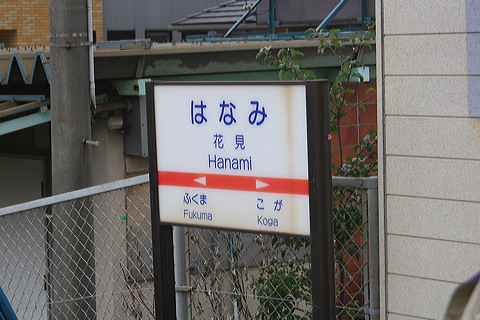 はなみ
花見
Hanami
ふくま こが
Fukuma Koga